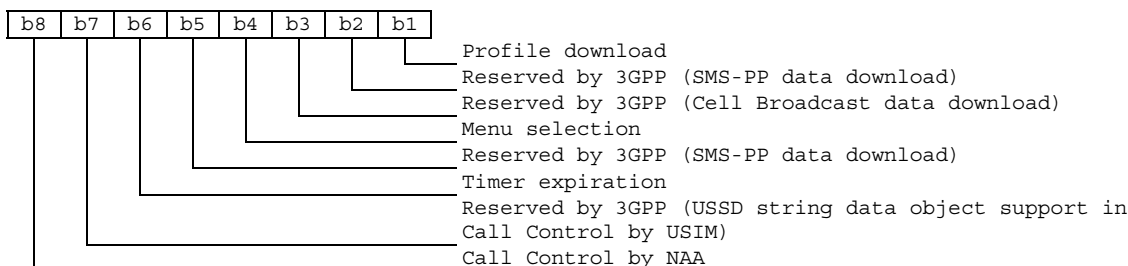 b8 b7 b6 b5 b4 b3 b2 b1
Profile download
Reserved by 3GPP (SMS-PP data download)
Reserved by 3GPP (Cell Broadcast data download)
Menu selection
Reserved by 3GPP (SMS-PP data download)
Timer expiration
Reserved by 3GPP (USSD string data object support in
Call Control by USIM)
Call Control by NAA